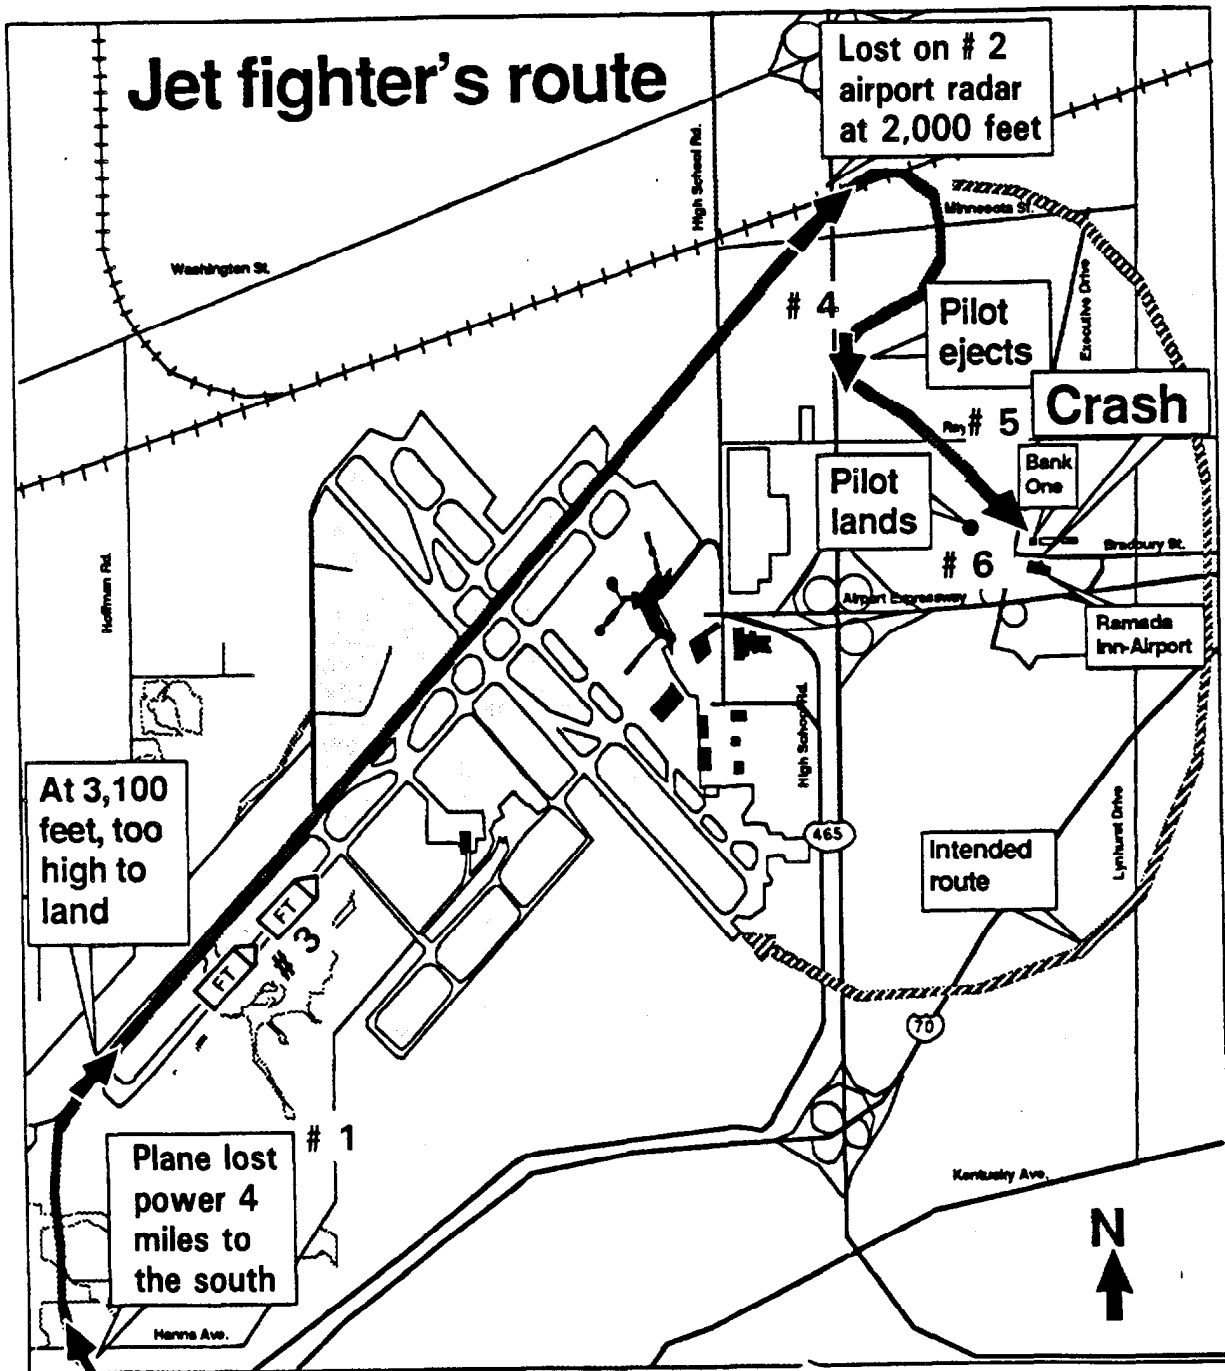 Jet fighter's route
Lost on # 2
airport radar
at 2,000 feet
High School Rd.
Minnesota St.
Washington St.
Executive Drive
# 4
Pilot
ejects
Crash
# 5
Bank
One
Pilot
lands
Bradbury St.
# 6
Airport Expressway
Hoffman Rd.
Ramada
Inn-Airport
High School Rd.
At 3,100
feet, too
high to
land
465
Lynhurst Drive
Intended
route
FT
FT
# 3
70
# 1
Plane lost
power 4
miles to
the south
Kentucky Ave.
N
Hanna Ave.